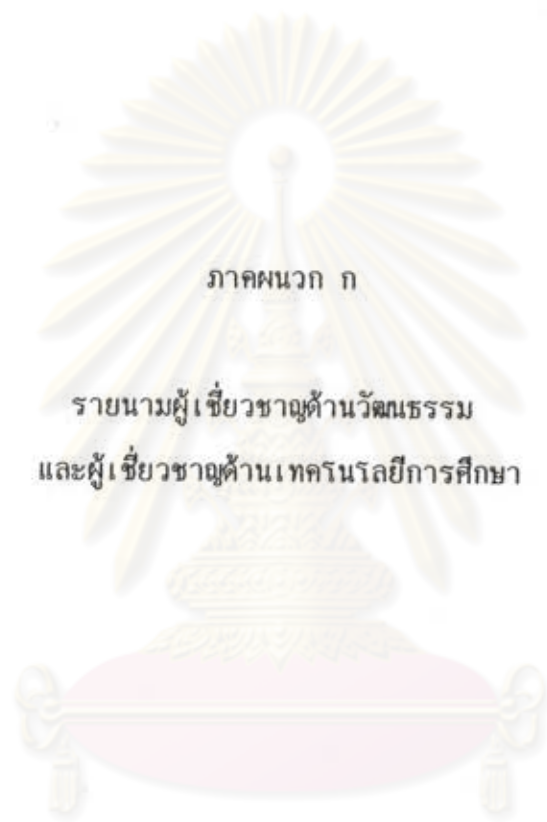 ภาคผนวก ก
รายนามผู้เชี่ยวชาญด้านวัฒนธรรม
และผู้เชี่ยวชาญด้านเทคโนโลยีการศึกษา